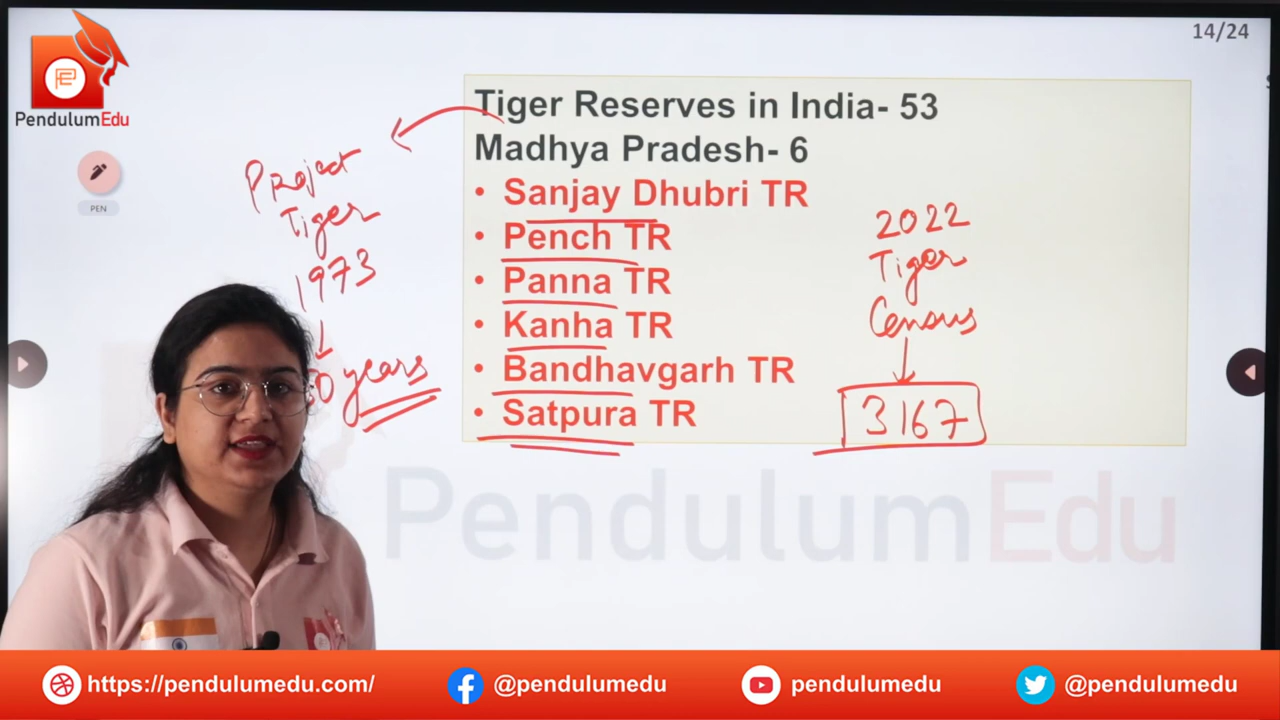 14/24
PendulumEdu
PEN
Tiger Reserves in India- 53
Madhya Pradesh- 6
• Sanjay Dhubri TR
• Pench TR
• Panna TR
• Kanha TR
• Bandhavgarh TR
• Satpura TR
Project
Tiger
1973
50 years
2022
Tiger
Census
3167
PendulumEdu
https://pendulumedu.com/
@pendulumedu
pendulumedu
@pendulumedu